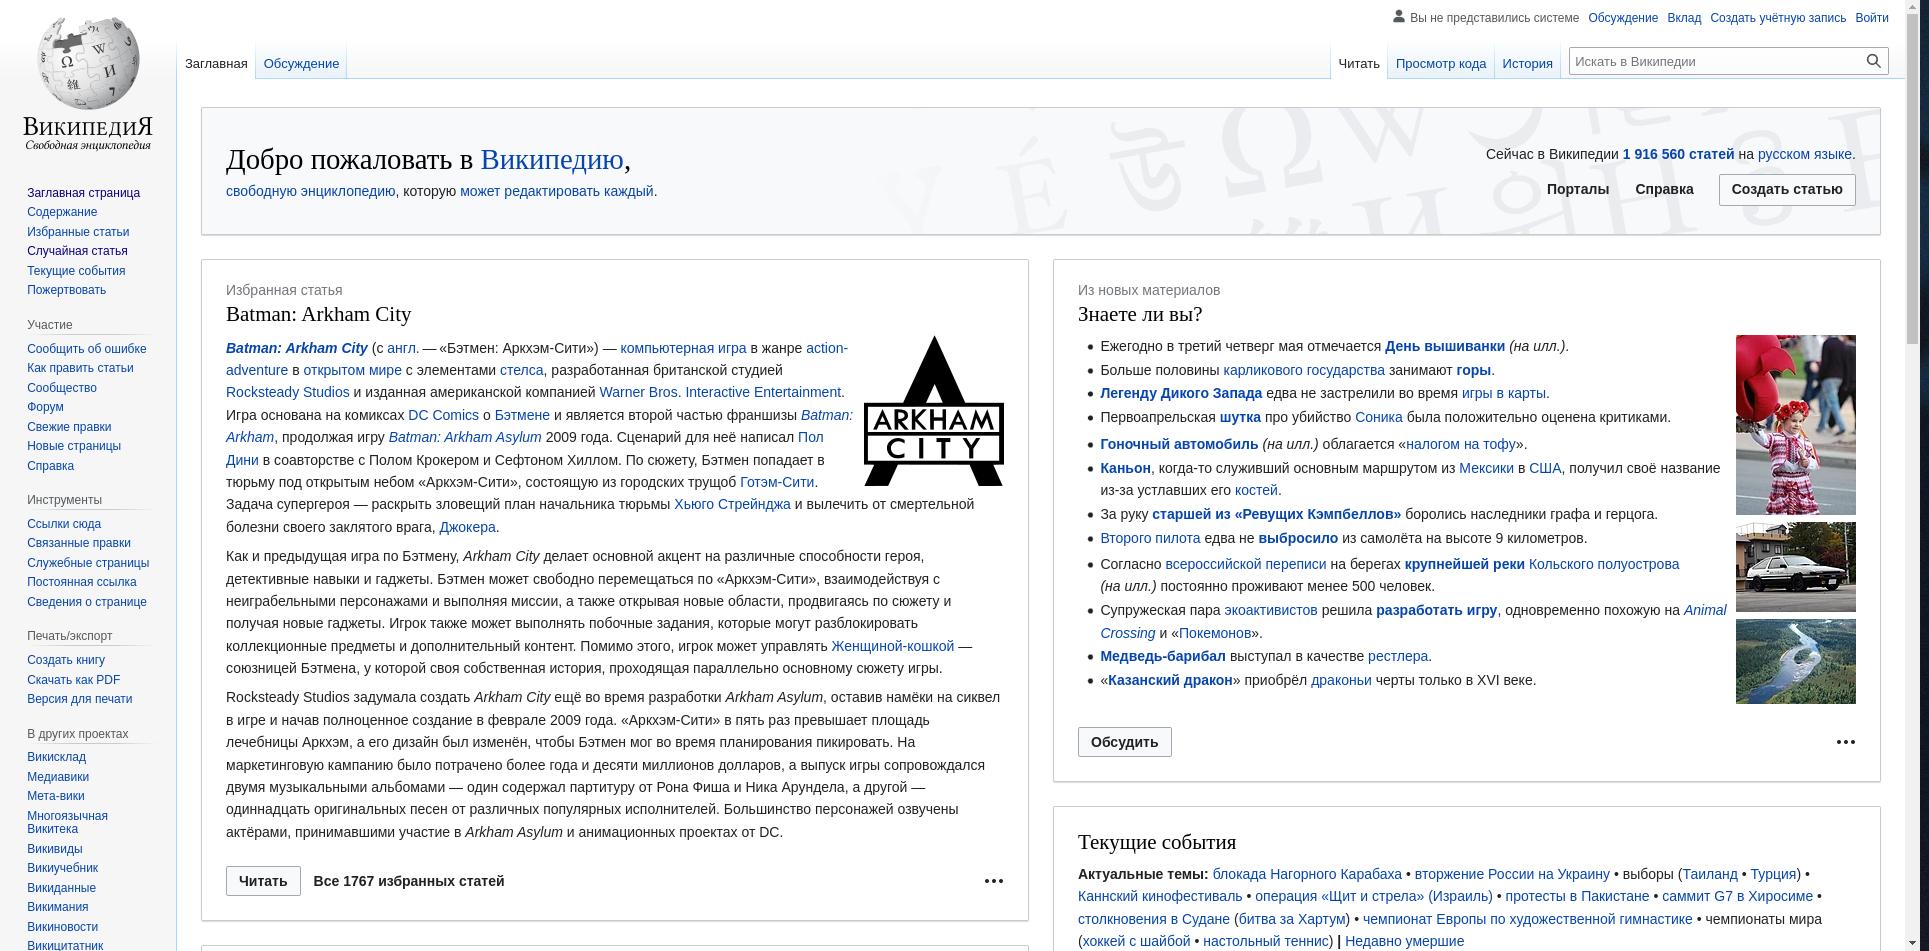 Вы не представились системе Обсуждение Вклад Создать учётную запись Войти
Заглавная Обсуждение Читать Просмотр кода История Искать в Википедии
ВикипедиЯ
Свободная энциклопедия
Заглавная страница
Содержание
Избранные статьи
Случайная статья
Текущие события
Пожертвовать
Участие
Сообщить об ошибке
Как править статьи
Сообщество
Форум
Свежие правки
Новые страницы
Справка
Инструменты
Ссылки сюда
Связанные правки
Служебные страницы
Постоянная ссылка
Сведения о странице
Печать/экспорт
Создать книгу
Скачать как PDF
Версия для печати
В других проектах
Викисклад
Медиавики
Мета-вики
Многоязычная
Викитека
Викивиды
Викиучебник
Викиданные
Викимания
Викиновости
Викицитатник
Добро пожаловать в Википедию,
свободную энциклопедию, которую может редактировать каждый.
Сейчас в Википедии 1 916 560 статей на русском языке.
Порталы Справка Создать статью
Избранная статья
Batman: Arkham City
Batman: Arkham City (с англ. — «Бэтмен: Аркхэм-Сити») — компьютерная игра в жанре action-
adventure в открытом мире с элементами стелса, разработанная британской студией
Rocksteady Studios и изданная американской компанией Warner Bros. Interactive Entertainment.
Игра основана на комиксах DC Comics о Бэтмене и является второй частью франшизы Batman:
Arkham, продолжая игру Batman: Arkham Asylum 2009 года. Сценарий для неё написал Пол
Дини в соавторстве с Полом Крокером и Сефтоном Хиллом. По сюжету, Бэтмен попадает в
тюрьму под открытым небом «Аркхэм-Сити», состоящую из городских трущоб Готэм-Сити.
Задача супергероя — раскрыть зловещий план начальника тюрьмы Хьюго Стрейнджа и вылечить от смертельной
болезни своего заклятого врага, Джокера.
ARKHAM
CITY
Как и предыдущая игра по Бэтмену, Arkham City делает основной акцент на различные способности героя,
детективные навыки и гаджеты. Бэтмен может свободно перемещаться по «Аркхэм-Сити», взаимодействуя с
неиграбельными персонажами и выполняя миссии, а также открывая новые области, продвигаясь по сюжету и
получая новые гаджеты. Игрок также может выполнять побочные задания, которые могут разблокировать
коллекционные предметы и дополнительный контент. Помимо этого, игрок может управлять Женщиной-кошкой —
союзницей Бэтмена, у которой своя собственная история, проходящая параллельно основному сюжету игры.
Rocksteady Studios задумала создать Arkham City ещё во время разработки Arkham Asylum, оставив намёки на сиквел
в игре и начав полноценное создание в феврале 2009 года. «Аркхэм-Сити» в пять раз превышает площадь
лечебницы Аркхэм, а его дизайн был изменён, чтобы Бэтмен мог во время планирования пикировать. На
маркетинговую кампанию было потрачено более года и десяти миллионов долларов, а выпуск игры сопровождался
двумя музыкальными альбомами — один содержал партитуру от Рона Фиша и Ника Арундела, а другой —
одиннадцать оригинальных песен от различных популярных исполнителей. Большинство персонажей озвучены
актёрами, принимавшими участие в Arkham Asylum и анимационных проектах от DC.
Читать Все 1767 избранных статей
Из новых материалов
Знаете ли вы?
• Ежегодно в третий четверг мая отмечается День вышиванки (на илл.).
• Больше половины карликового государства занимают горы.
• Легенду Дикого Запада едва не застрелили во время игры в карты.
• Первоапрельская шутка про убийство Соника была положительно оценена критиками.
• Гоночный автомобиль (на илл.) облагается «налогом на тофу».
• Каньон, когда-то служивший основным маршрутом из Мексики в США, получил своё название
из-за устлавших его костей.
• За руку старшей из «Ревущих Кэмпбеллов» боролись наследники графа и герцога.
• Второго пилота едва не выбросило из самолёта на высоте 9 километров.
• Согласно всероссийской переписи на берегах крупнейшей реки Кольского полуострова
(на илл.) постоянно проживают менее 500 человек.
• Супружеская пара экоактивистов решила разработать игру, одновременно похожую на Animal
Crossing и «Покемонов».
• Медведь-барибал выступал в качестве рестлера.
• «Казанский дракон» приобрёл драконьи черты только в XVI веке.
Обсудить
Текущие события
Актуальные темы: блокада Нагорного Карабаха • вторжение России на Украину • выборы (Таиланд • Турция) •
Каннский кинофестиваль • операция «Щит и стрела» (Израиль) • протесты в Пакистане • саммит G7 в Хиросиме •
столкновения в Судане (битва за Хартум) • чемпионат Европы по художественной гимнастике • чемпионаты мира
(хоккей с шайбой • настольный теннис) | Недавно умершие